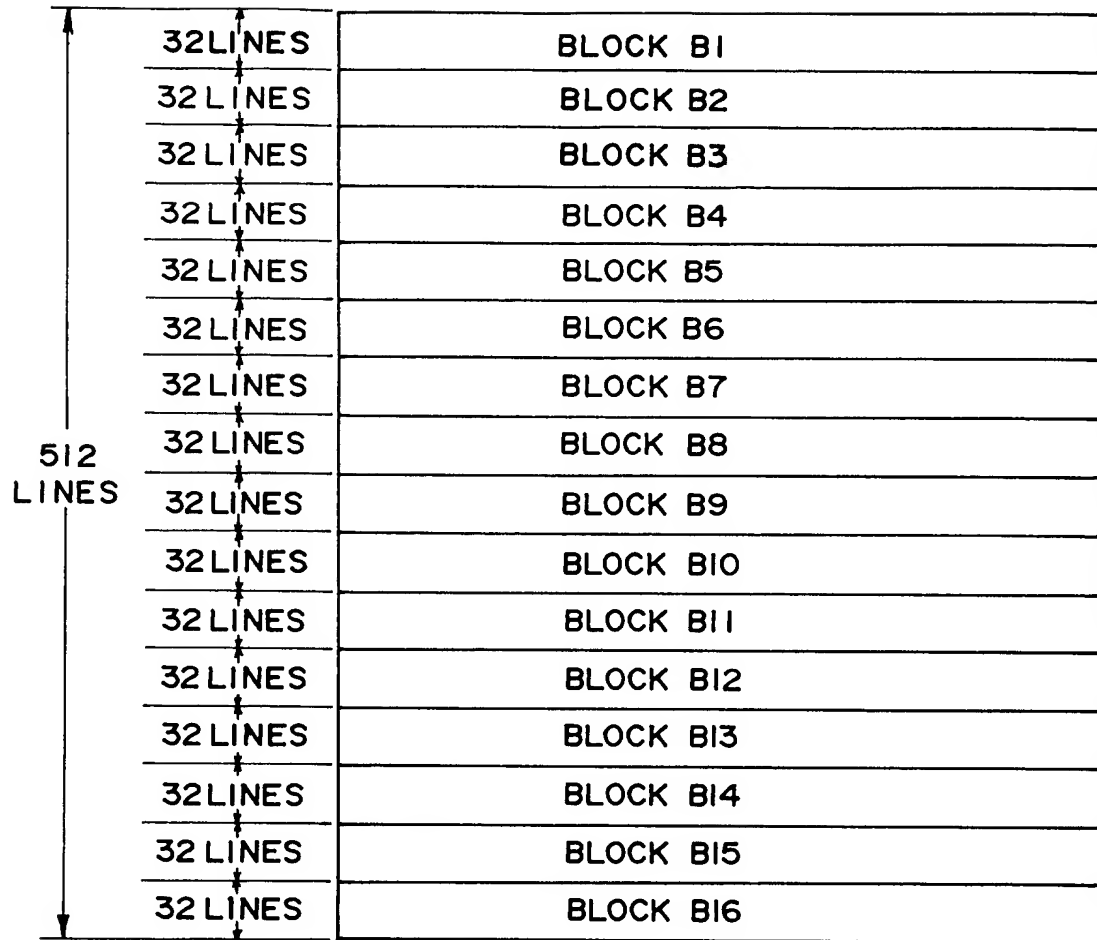 32 LINES BLOCK B1
32 LINES BLOCK B2
32 LINES BLOCK B3
32 LINES BLOCK B4
32 LINES BLOCK B5
32 LINES BLOCK B6
32 LINES BLOCK B7
32 LINES BLOCK B8
512
LINES
32 LINES BLOCK B9
32 LINES BLOCK B10
32 LINES BLOCK B11
32 LINES BLOCK B12
32 LINES BLOCK B13
32 LINES BLOCK B14
32 LINES BLOCK B15
32 LINES BLOCK B16